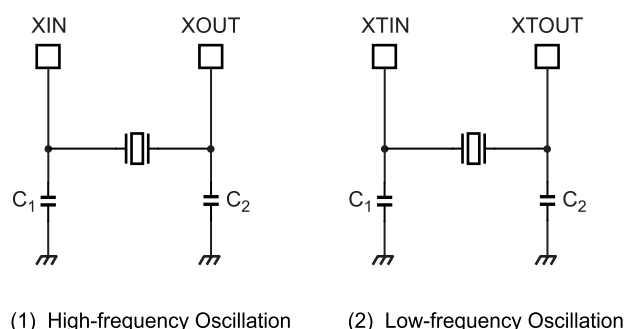 XIN XOUT XTIN XTOUT
C1 C2 C1 C2
(1) High-frequency Oscillation (2) Low-frequency Oscillation